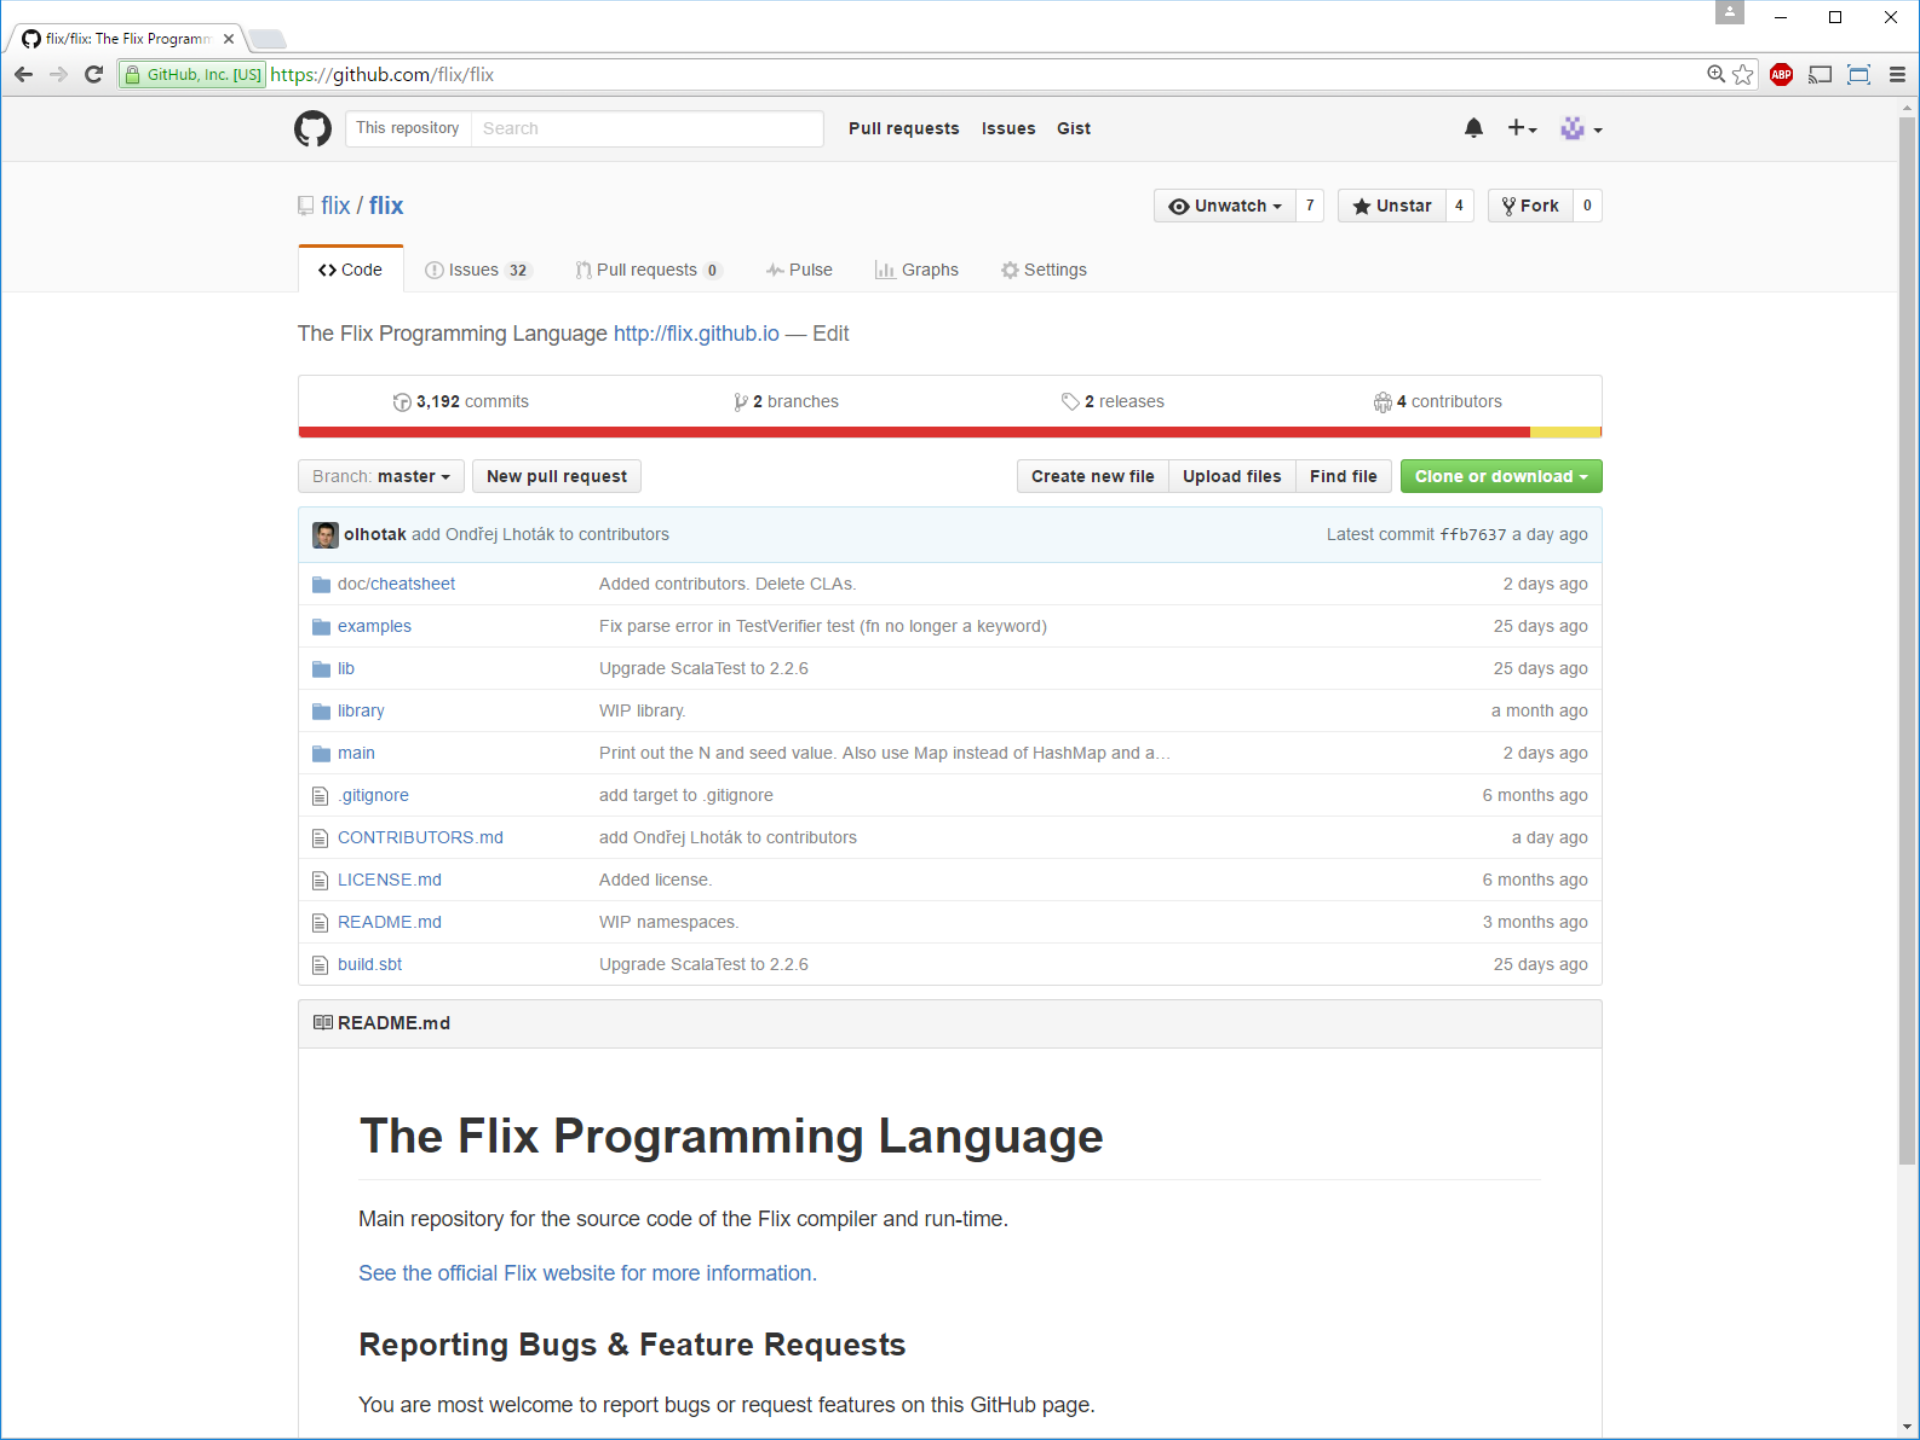 flix/flix: The Flix Programm
GitHub, Inc. [US] https://github.com/flix/flix
ABP
This repository Search Pull requests Issues Gist
flix / flix Unwatch 7 Unstar 4 Fork 0
Code Issues 32 Pull requests 0 Pulse Graphs Settings
The Flix Programming Language http://flix.github.io — Edit
3,192 commits 2 branches 2 releases 4 contributors
Branch: master New pull request Create new file Upload files Find file Clone or download
olhotak add Ondřej Lhoták to contributors Latest commit ffb7637 a day ago
doc/cheatsheet Added contributors. Delete CLAs. 2 days ago
examples Fix parse error in TestVerifier test (fn no longer a keyword) 25 days ago
lib Upgrade ScalaTest to 2.2.6 25 days ago
library WIP library. a month ago
main Print out the N and seed value. Also use Map instead of HashMap and a… 2 days ago
.gitignore add target to .gitignore 6 months ago
CONTRIBUTORS.md add Ondřej Lhoták to contributors a day ago
LICENSE.md Added license. 6 months ago
README.md WIP namespaces. 3 months ago
build.sbt Upgrade ScalaTest to 2.2.6 25 days ago
README.md
The Flix Programming Language
Main repository for the source code of the Flix compiler and run-time.
See the official Flix website for more information.
Reporting Bugs & Feature Requests
You are most welcome to report bugs or request features on this GitHub page.